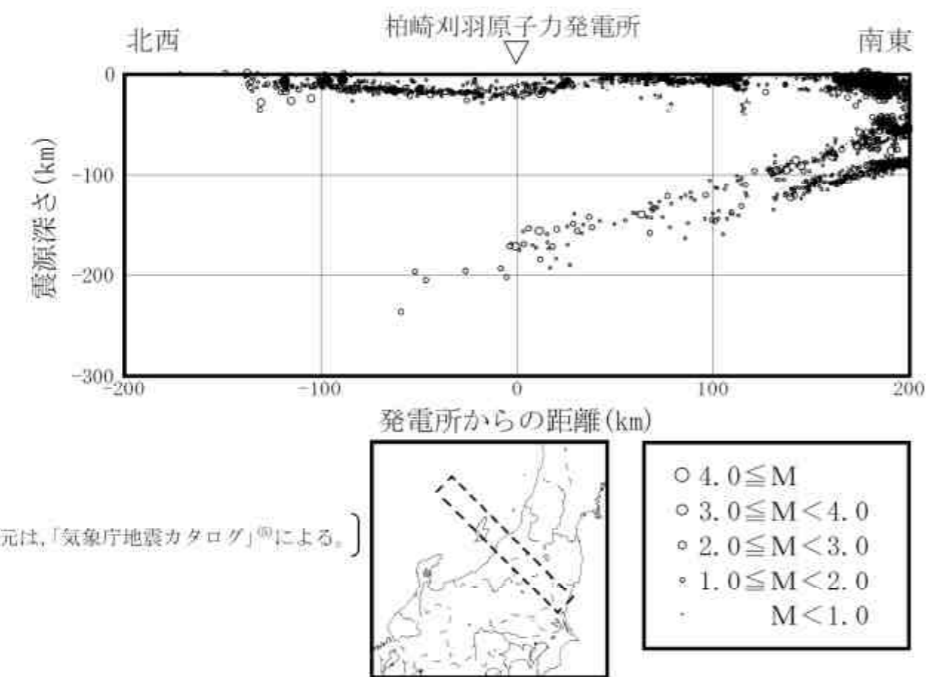 柏崎刈羽原子力発電所
北西
南東
▽
0
-100
-200
-300
震源深さ(km)
-200
-100
0
100
200
発電所からの距離(km)
元は,「気象庁地震カタログ」による。
○ 4.0≦M
○ 3.0≦M<4.0
○ 2.0≦M<3.0
○ 1.0≦M<2.0
· M<1.0